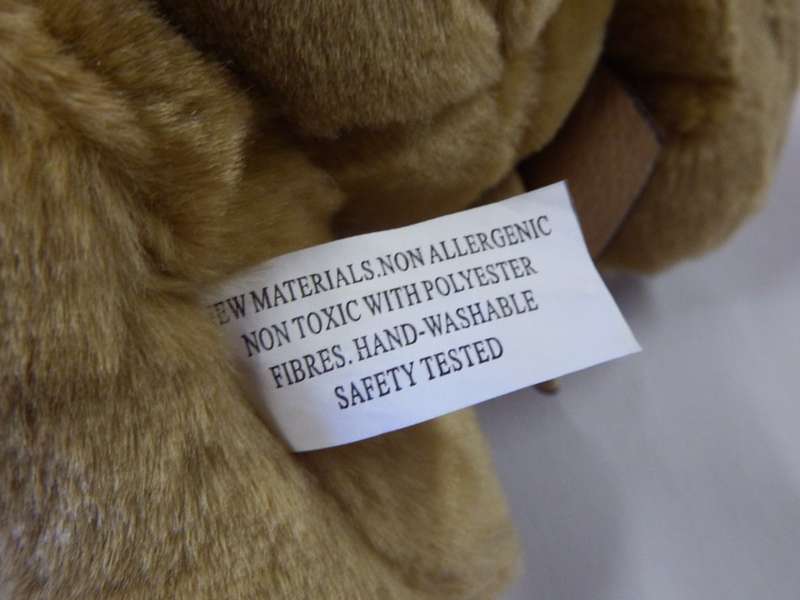 EW MATERIALS.NON ALLERGENIC
NON TOXIC WITH POLYESTER
FIBRES. HAND-WASHABLE
SAFETY TESTED